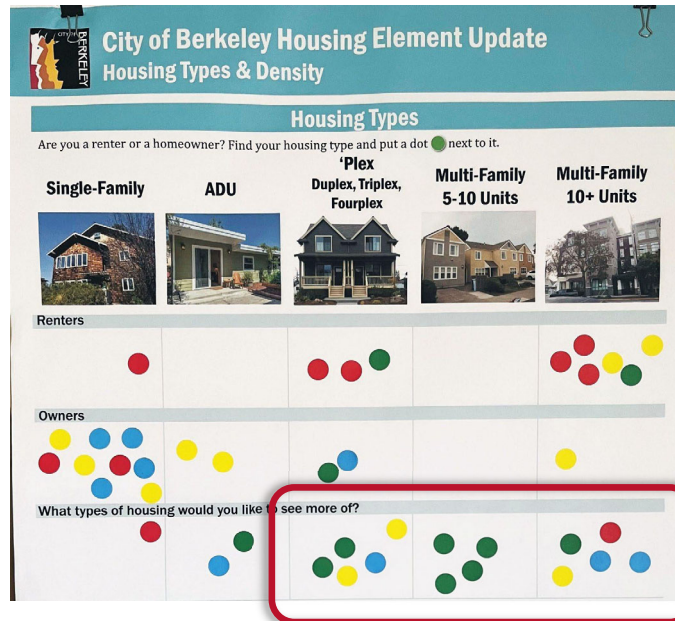 CITY OF
BERKELEY
City of Berkeley Housing Element Update
Housing Types & Density
Housing Types
Are you a renter or a homeowner? Find your housing type and put a dot next to it.
Single-Family
ADU
‘Plex
Duplex, Triplex,
Fourplex
Multi-Family
5-10 Units
Multi-Family
10+ Units
Renters
Owners
What types of housing would you like to see more of?